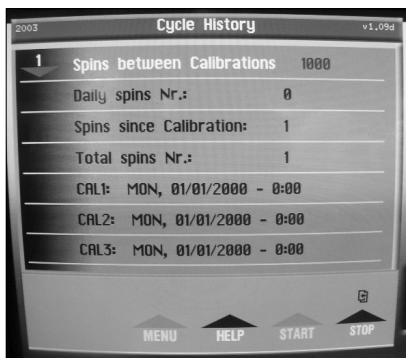 2003 Cycle History v1.09d
1 Spins between Calibrations 1000
Daily spins Nr.: 0
Spins since Calibration: 1
Total spins Nr.: 1
CAL1: MON, 01/01/2000 - 0:00
CAL2: MON, 01/01/2000 - 0:00
CAL3: MON, 01/01/2000 - 0:00
MENU HELP START STOP